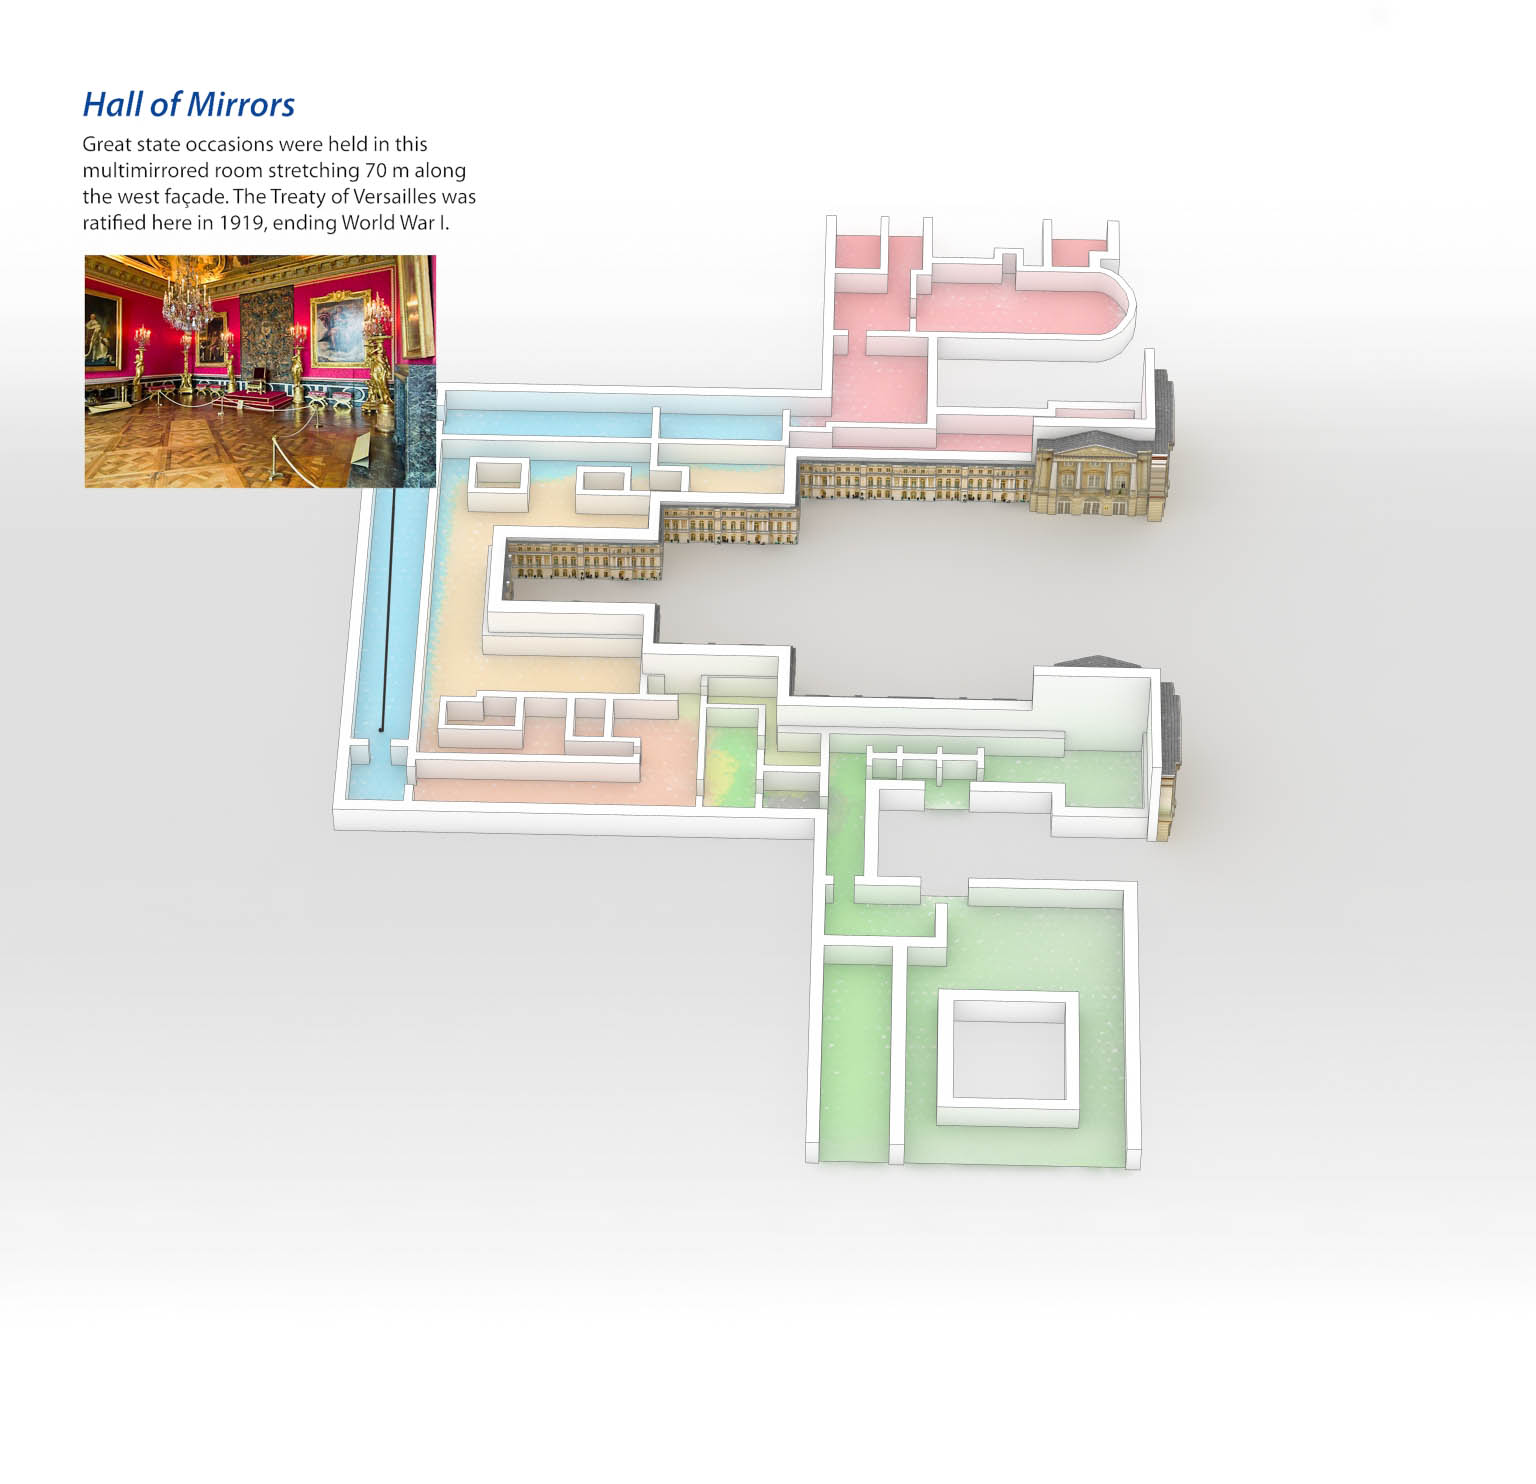 Hall of Mirrors
Great state occasions were held in this
multimirrored room stretching 70 m along
the west façade. The Treaty of Versailles was
ratified here in 1919, ending World War I.